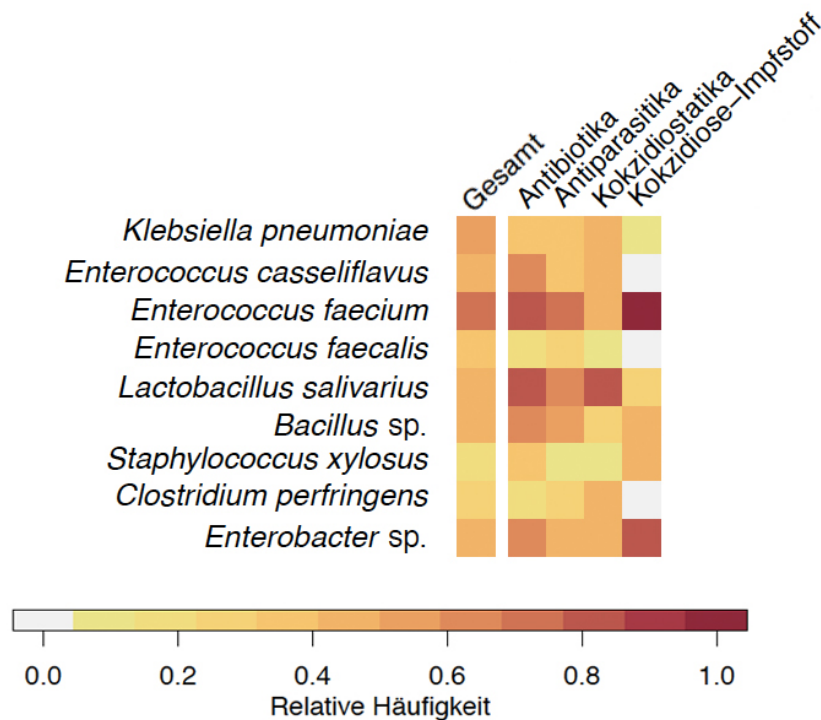 Gesamt
Antibiotika
Antiparasitika
Kokzidiostatika
Kokzidiose–Impfstoff
Klebsiella pneumoniae
Enterococcus casseliflavus
Enterococcus faecium
Enterococcus faecalis
Lactobacillus salivarius
Bacillus sp.
Staphylococcus xylosus
Clostridium perfringens
Enterobacter sp.
0.0 0.2 0.4 0.6 0.8 1.0
Relative Häufigkeit